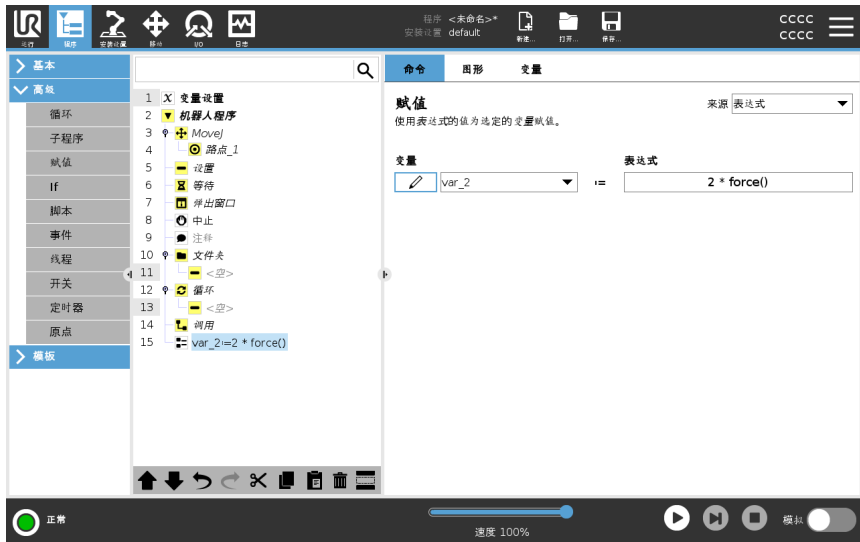 UR
运行
程序
安装设置
移动
I/O
日志
程序 <未命名>*
安装设置 default
新建...
打开...
保存...
CCCC
CCCC
基本
高级
循环
子程序
赋值
If
脚本
事件
线程
开关
定时器
原点
模板
1 X 变量设置
2 机器人程序
3 MoveJ
4 路点_1
5 设置
6 等待
7 弹出窗口
8 中止
9 注释
10 文件夹
11 <空>
12 循环
13 <空>
14 调用
15 var_2:=2 * force()
命令 图形 变量
赋值
来源 表达式
使用表达式的值为选定的变量赋值。
变量 表达式
var_2 := 2 * force()
正常
速度 100%
模拟